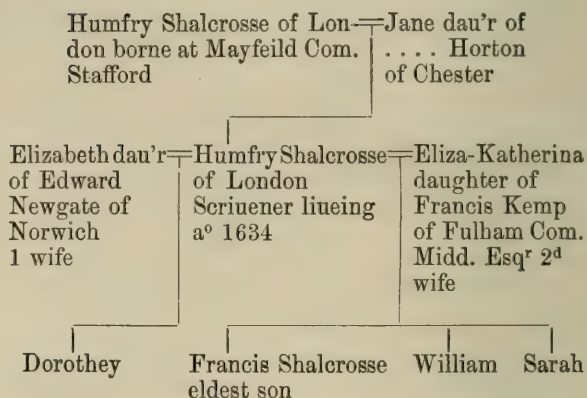 Humfry Shalcrosse of Lon-
don borne at Mayfeild Com.
Stafford
Jane dau'r of
. . . . Horton
of Chester
Elizabeth dau'r
of Edward
Newgate of
Norwich
1 wife
Humfry Shalcrosse
of London
Scriuener liueing
aº 1634
Eliza-Katherina
daughter of
Francis Kemp
of Fulham Com.
Midd. Esqʳ 2ᵈ
wife
Dorothey
Francis Shalcrosse
eldest son
William
Sarah